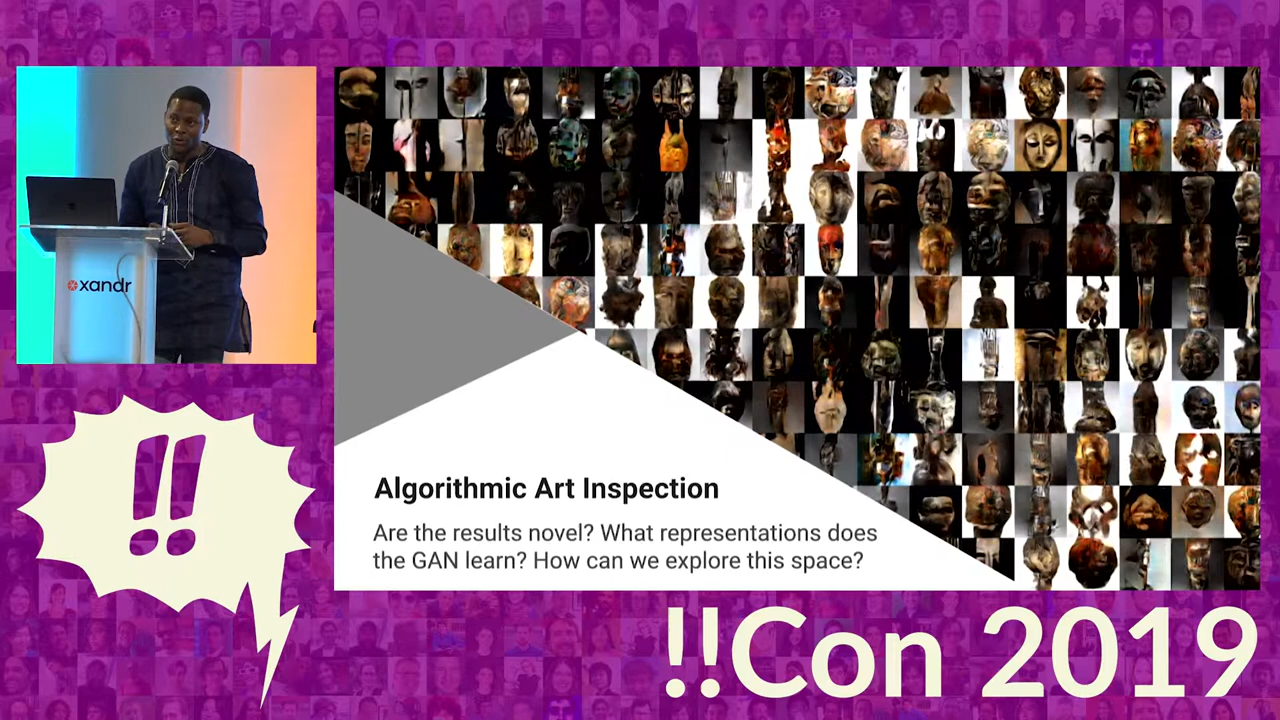 xandr
Algorithmic Art Inspection
Are the results novel? What representations does
the GAN learn? How can we explore this space?
!!
!!Con 2019